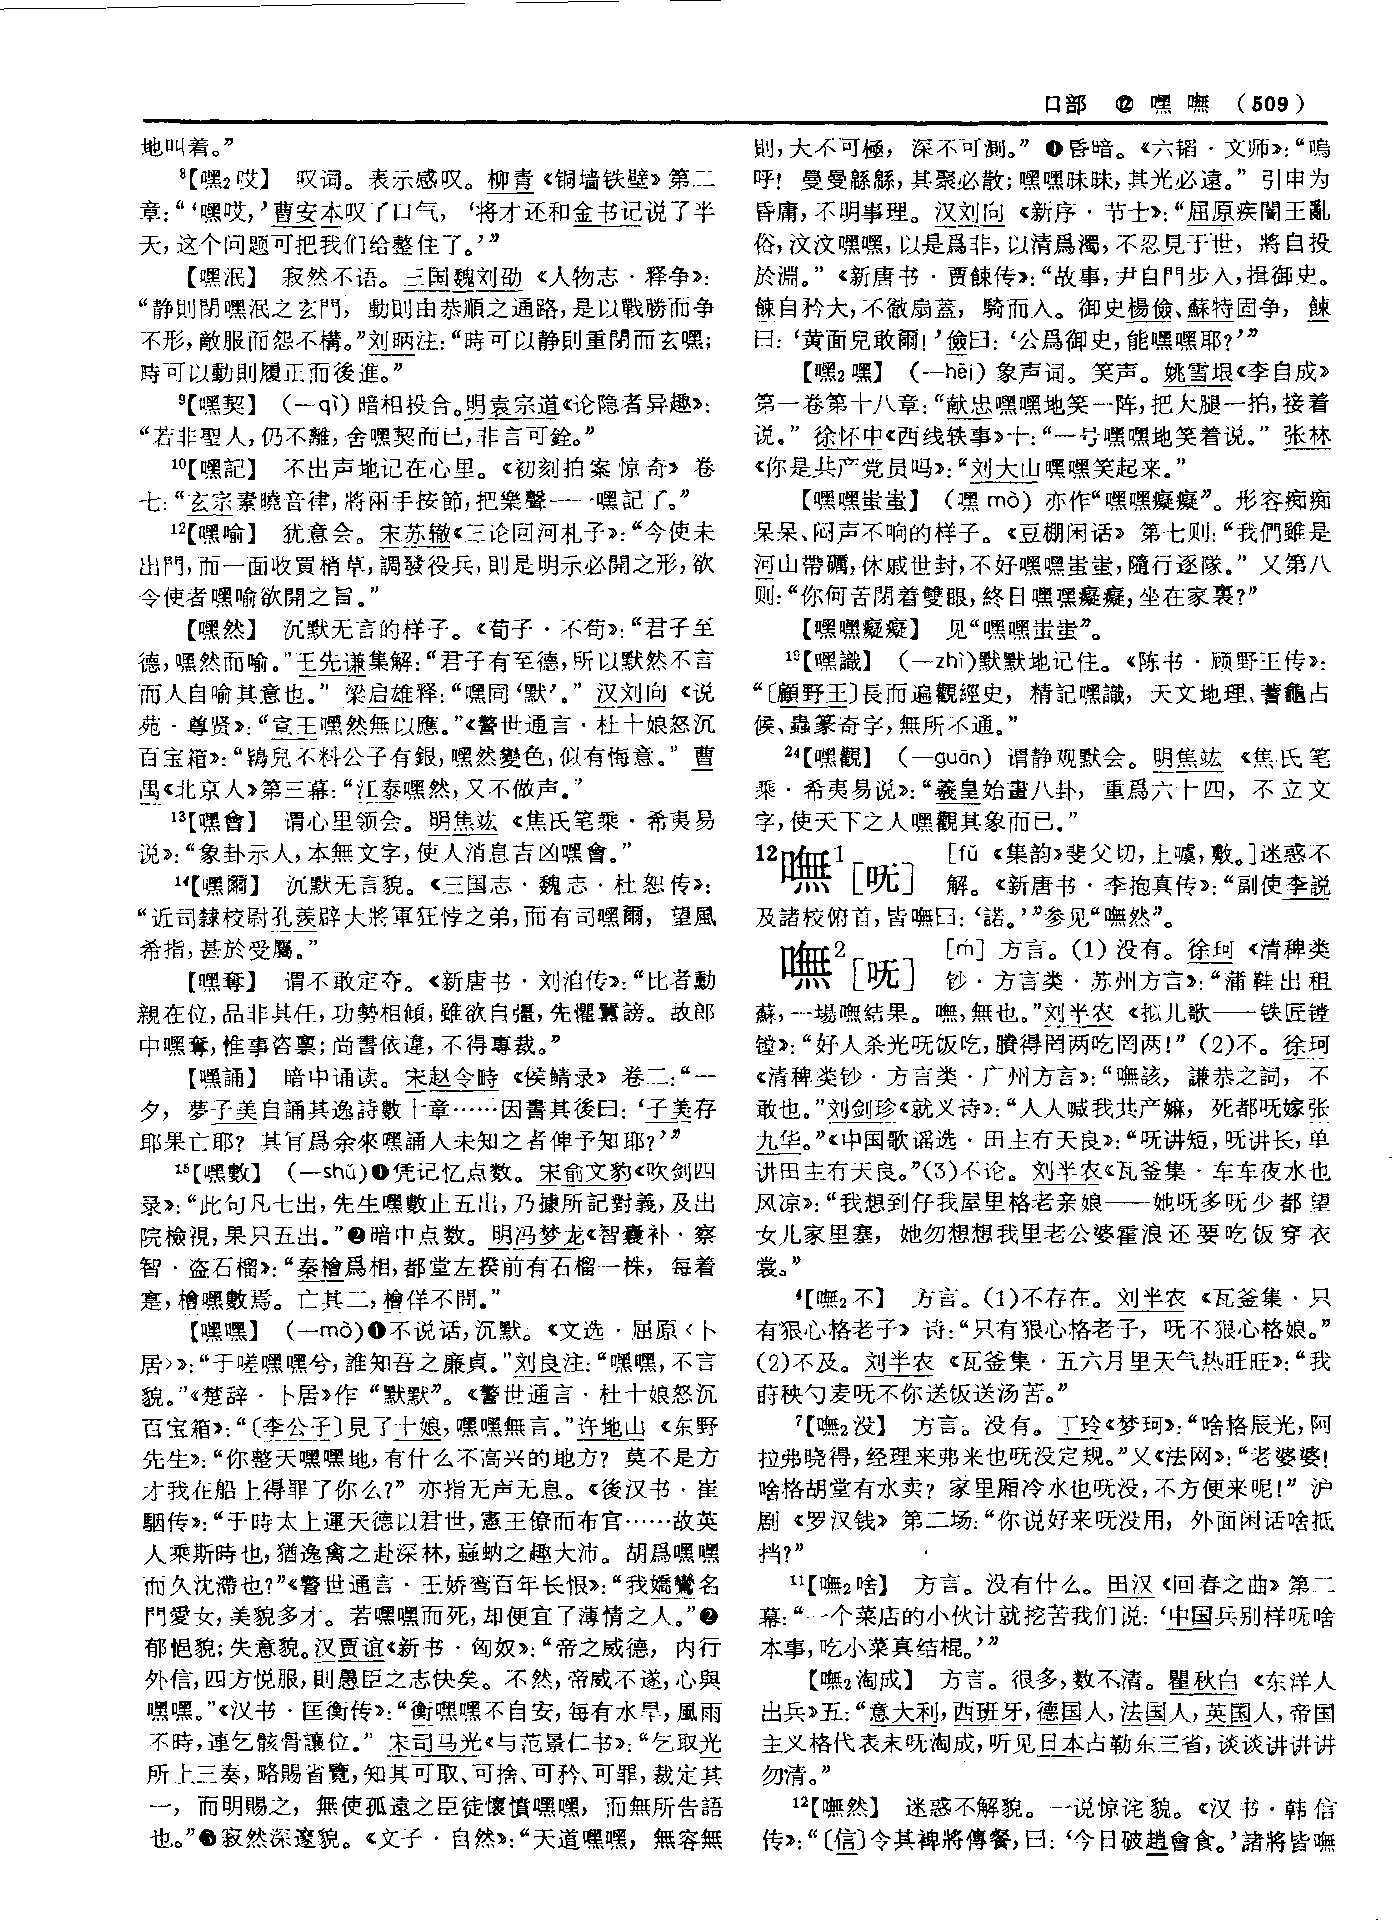 口部 ⑫ 嘿 嘸 (509)
地叫着。”
⁸【嘿₂哎】 叹词。表示感叹。柳青《铜墙铁壁》第二
章:“‘嘿哎,’曹安本叹了口气,‘将才还和金书记说了半
天,这个问题可把我们给整住了。’”
【嘿泯】 寂然不语。三国魏刘劭《人物志·释争》:
“静則閉嘿泯之玄門,動則由恭順之通路,是以戰勝而争
不形,敵服而怨不構。”刘昞注:“時可以静則重閉而玄嘿;
時可以動則履正而後進。”
⁹【嘿契】 (—qì)暗相投合。明袁宗道《论隐者异趣》:
“若非聖人,仍不離,舍嘿契而已,非言可銓。”
¹⁰【嘿記】 不出声地记在心里。《初刻拍案惊奇》卷
七:“玄宗素曉音律,將兩手按節,把樂聲一一嘿記了。”
¹²【嘿喻】 犹意会。宋苏辙《三论回河札子》:“今使未
出門,而一面收買梢草,調發役兵,則是明示必開之形,欲
令使者嘿喻欲開之旨。”
【嘿然】 沉默无言的样子。《荀子·不苟》:“君子至
德,嘿然而喻。”王先谦集解:“君子有至德,所以默然不言
而人自喻其意也。” 梁启雄释:“嘿同‘默’。” 汉刘向《说
苑·尊贤》:“宣王嘿然無以應。”《警世通言·杜十娘怒沉
百宝箱》:“鴇兒不料公子有銀,嘿然變色,似有悔意。” 曹
禺《北京人》第三幕:“江泰嘿然,又不做声。”
¹³【嘿會】 谓心里领会。明焦竑《焦氏笔乘·希夷易
说》:“象卦示人,本無文字,使人消息吉凶嘿會。”
¹⁴【嘿爾】 沉默无言貌。《三国志·魏志·杜恕传》:
“近司隸校尉孔羨辟大將軍狂悖之弟,而有司嘿爾,望風
希指,甚於受屬。”
【嘿奪】 谓不敢定夺。《新唐书·刘洎传》:“比者勳
親在位,品非其任,功勢相傾,雖欲自彊,先懼囂謗。故郎
中嘿奪,惟事咨禀;尚書依違,不得專裁。”
【嘿誦】 暗中诵读。宋赵令畤《侯鲭录》卷二:“一
夕,夢子美自誦其逸詩數十章……因書其後曰:‘子美存
耶果亡耶?其肯爲余來嘿誦人未知之者俾予知耶?’”
¹⁵【嘿數】 (—shǔ)❶凭记忆点数。宋俞文豹《吹剑四
录》:“此句凡七出,先生嘿數止五出,乃據所記對義,及出
院檢視,果只五出。”❷暗中点数。明冯梦龙《智囊补·察
智·盗石榴》:“秦檜爲相,都堂左揆前有石榴一株,每着
寔,檜嘿數焉。亡其二,檜佯不問。”
【嘿嘿】 (—mò)❶不说话,沉默。《文选·屈原〈卜
居〉》:“于嗟嘿嘿兮,誰知吾之廉貞。”刘良注:“嘿嘿,不言
貌。”《楚辞·卜居》作“默默”。《警世通言·杜十娘怒沉
百宝箱》:“〔李公子〕見了十娘,嘿嘿無言。”许地山《东野
先生》:“你整天嘿嘿地,有什么不高兴的地方?莫不是方
才我在船上得罪了你么?” 亦指无声无息。《後汉书·崔
駰传》:“于時太上運天德以君世,憲王僚而布官……故英
人乘斯時也,猶逸禽之赴深林,蝱蚋之趣大沛。胡爲嘿嘿
而久沈滯也?”《警世通言·王娇鸾百年长恨》:“我嬌鸞名
門愛女,美貌多才。若嘿嘿而死,却便宜了薄情之人。”❷
郁悒貌;失意貌。汉贾谊《新书·匈奴》:“帝之威德,内行
外信,四方悦服,則愚臣之志快矣。不然,帝威不遂,心與
嘿嘿。”《汉书·匡衡传》:“衡嘿嘿不自安,每有水旱,風雨
不時,連乞骸骨讓位。” 宋司马光《与范景仁书》:“乞取光
所上三奏,略賜省覽,知其可取、可捨、可矜、可罪,裁定其
一,而明賜之,無使孤遠之臣徒懷憤嘿嘿,而無所告語
也。”❸寂然深邃貌。《文子·自然》:“天道嘿嘿,無容無
則,大不可極,深不可測。” ❹昏暗。《六韬·文师》:“嗚
呼!曼曼緜緜,其聚必散;嘿嘿昧昧,其光必遠。” 引申为
昏庸,不明事理。汉刘向《新序·节士》:“屈原疾闇王亂
俗,汶汶嘿嘿,以是爲非,以清爲濁,不忍見于世,將自投
於淵。”《新唐书·贾餗传》:“故事,尹自門步入,揖御史。
餗自矜大,不徹扇蓋,騎而入。御史楊儉、蘇特固争,餗
曰:‘黄面兒敢爾!’儉曰:‘公爲御史,能嘿嘿耶?’”
【嘿₂嘿】 (—hēi)象声词。笑声。姚雪垠《李自成》
第一卷第十八章:“献忠嘿嘿地笑一阵,把大腿一拍,接着
说。” 徐怀中《西线轶事》十:“一号嘿嘿地笑着说。” 张林
《你是共产党员吗》:“刘大山嘿嘿笑起来。”
【嘿嘿蚩蚩】 (嘿mò)亦作“嘿嘿癡癡”。形容痴痴
呆呆、闷声不响的样子。《豆棚闲话》第七则:“我們雖是
河山帶礪,休戚世封,不好嘿嘿蚩蚩,隨行逐隊。” 又第八
则:“你何苦閉着雙眼,終日嘿嘿癡癡,坐在家裏?”
【嘿嘿癡癡】 见“嘿嘿蚩蚩”。
¹⁹【嘿識】 (—zhì)默默地记住。《陈书·顾野王传》:
“〔顧野王〕長而遍觀經史,精記嘿識,天文地理、蓍龜占
候、蟲篆奇字,無所不通。”
²⁴【嘿觀】 (—guān)谓静观默会。明焦竑《焦氏笔
乘·希夷易说》:“羲皇始畫八卦,重爲六十四,不立文
字,使天下之人嘿觀其象而已。”
12嘸¹[呒] [fǔ《集韵》斐父切,上噳,敷。]迷惑不
解。《新唐书·李抱真传》:“副使李説
及諸校俯首,皆嘸曰:‘諾。’”参见“嘸然”。
嘸²[呒] [ḿ] 方言。(1)没有。徐珂《清稗类
钞·方言类·苏州方言》:“蒲鞋出租
蘇,一場嘸結果。嘸,無也。”刘半农《拟儿歌——铁匠镗
镗》:“好人杀光呒饭吃,賸得罔两吃罔两!”(2)不。徐珂
《清稗类钞·方言类·广州方言》:“嘸該,謙恭之詞,不
敢也。”刘剑珍《就义诗》:“人人喊我共产嫲,死都呒嫁张
九华。”《中国歌谣选·田主有天良》:“呒讲短,呒讲长,单
讲田主有天良。”(3)不论。刘半农《瓦釜集·车车夜水也
风凉》:“我想到仔我屋里格老亲娘——她呒多呒少都望
女儿家里塞,她勿想想我里老公婆霍浪还要吃饭穿衣
裳。”
⁴【嘸₂不】 方言。(1)不存在。刘半农《瓦釜集·只
有狠心格老子》诗:“只有狠心格老子,呒不狠心格娘。”
(2)不及。刘半农《瓦釜集·五六月里天气热旺旺》:“我
莳秧勺麦呒不你送饭送汤苦。”
⁷【嘸₂没】 方言。没有。丁玲《梦珂》:“啥格辰光,阿
拉弗晓得,经理来弗来也呒没定规。”又《法网》:“老婆婆!
啥格胡堂有水卖?家里厢冷水也呒没,不方便来呢!” 沪
剧《罗汉钱》第二场:“你说好来呒没用,外面闲话啥抵
挡?”
¹¹【嘸₂啥】 方言。没有什么。田汉《回春之曲》第二
幕:“一个菜店的小伙计就挖苦我们说:‘中国兵别样呒啥
本事,吃小菜真结棍。’”
【嘸₂淘成】 方言。很多,数不清。瞿秋白《东洋人
出兵》五:“意大利,西班牙,德国人,法国人,英国人,帝国
主义格代表末呒淘成,听见日本占勒东三省,谈谈讲讲讲
勿清。”
¹²【嘸然】 迷惑不解貌。一说惊诧貌。《汉书·韩信
传》:“〔信〕令其裨將傳餐,曰:‘今日破趙會食。’諸將皆嘸